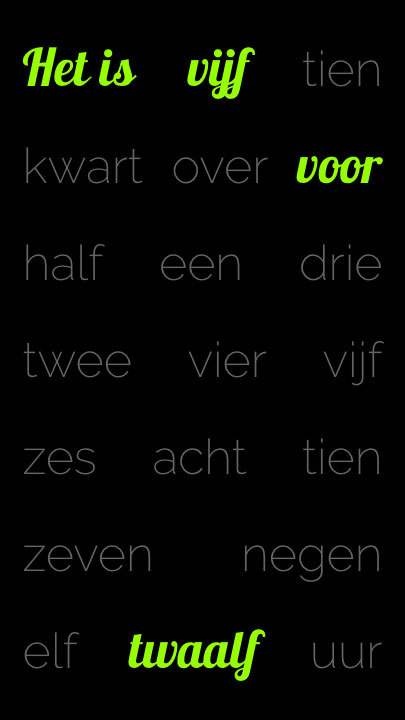 Het is vijf tien
kwart over voor
half een drie
twee vier vijf
zes acht tien
zeven negen
elf twaalf uur